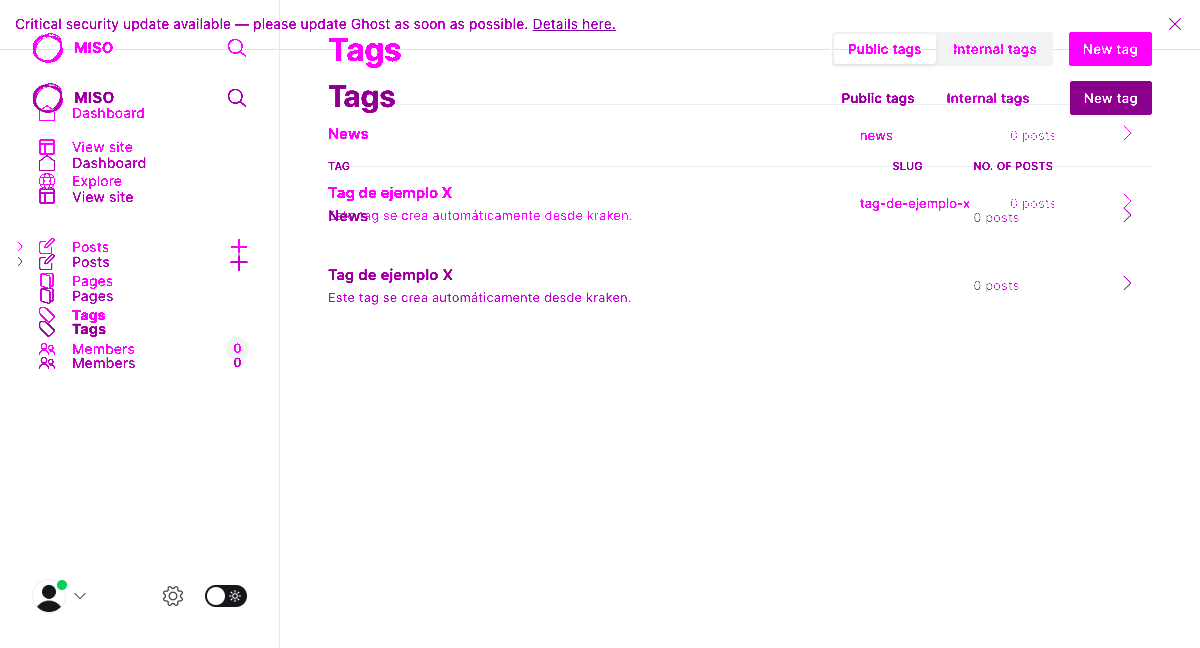 Critical security update available — please update Ghost as soon as possible. Details here.
MISO
Tags
Public tags
Internal tags
New tag
MISO
Tags
Public tags
Internal tags
New tag
Dashboard
News
news
0 posts
View site
Dashboard
TAG
SLUG
NO. OF POSTS
Explore
View site
Tag de ejemplo X
tag-de-ejemplo-x
0 posts
Este tag se crea automáticamente desde kraken.
News
0 posts
Posts
Posts
Tag de ejemplo X
Este tag se crea automáticamente desde kraken.
0 posts
Pages
Pages
Tags
Tags
Members
0
Members
0